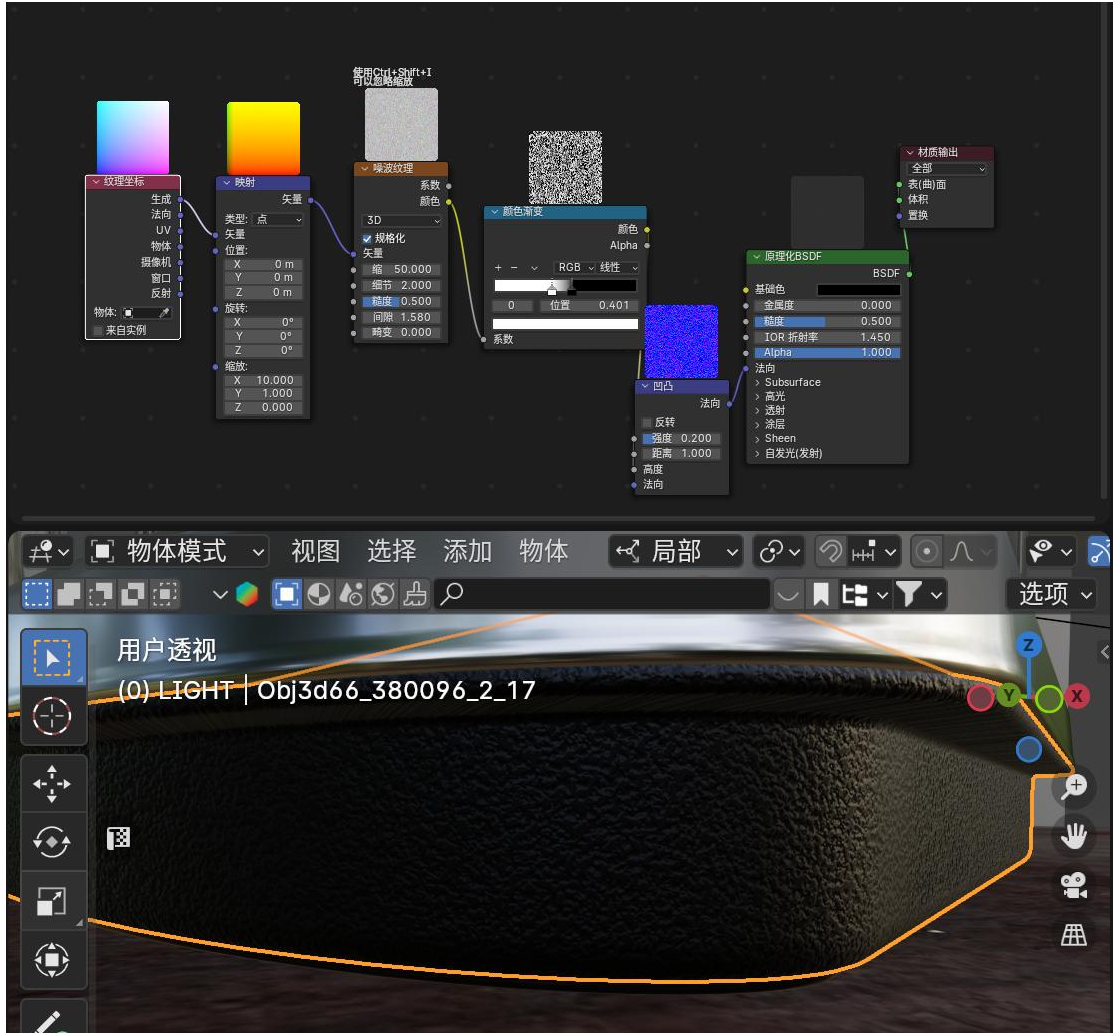 使用Ctrl+Shift+I
可以忽略缩放
纹理坐标
生成
法向
UV
物体
摄像机
窗口
反射
物体:
来自实例
映射
矢量
类型: 点
矢量
位置:
X 0 m
Y 0 m
Z 0 m
旋转:
X 0°
Y 0°
Z 0°
缩放:
X 10.000
Y 1.000
Z 0.000
噪波纹理
系数
颜色
3D
规格化
矢量
缩 50.000
细节 2.000
糙度 0.500
间隙 1.580
畸变 0.000
颜色渐变
颜色
Alpha
+ − RGB 线性
0 位置 0.401
系数
凹凸
法向
反转
强度 0.200
距离 1.000
高度
法向
原理化BSDF
BSDF
基础色
金属度 0.000
糙度 0.500
IOR 折射率 1.450
Alpha 1.000
法向
Subsurface
高光
透射
涂层
Sheen
自发光(发射)
材质输出
全部
表(曲)面
体积
置换
物体模式 视图 选择 添加 物体 局部
选项
用户透视
(0) LIGHT | Obj3d66_380096_2_17
Z
Y
X